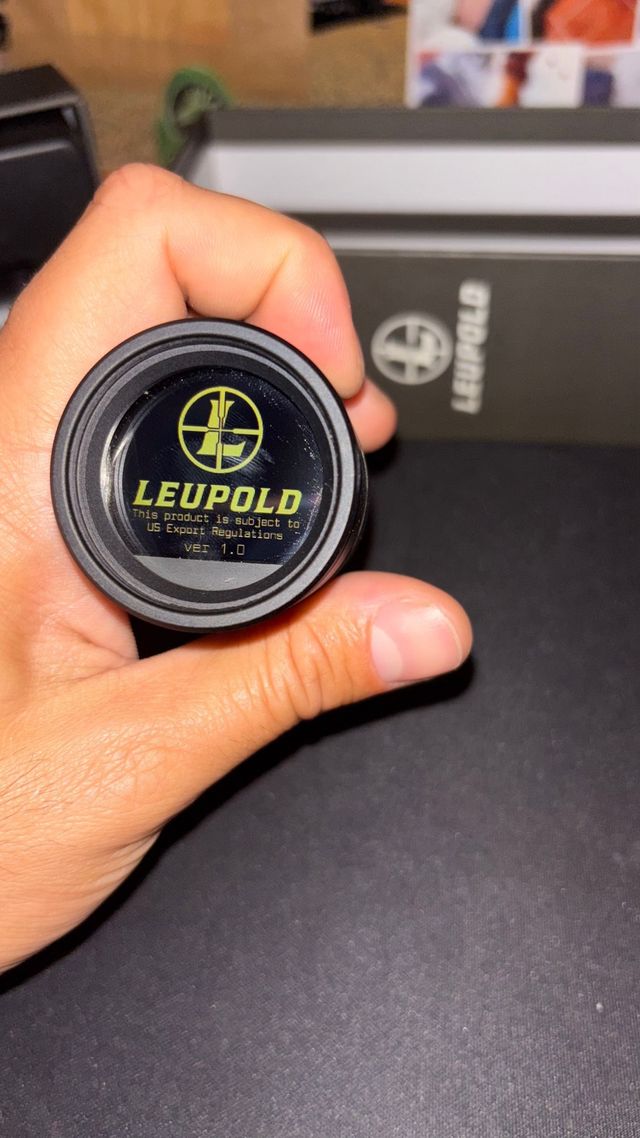 LEUPOLD
This product is subject to
US Export Regulations
ver 1.0
LEUPOLD